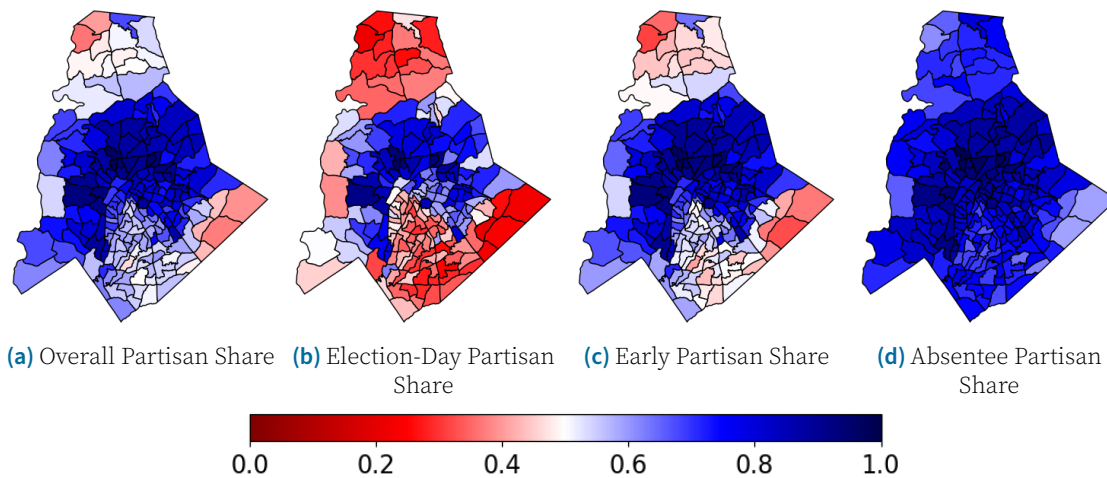 (a) Overall Partisan Share
(b) Election-Day Partisan
Share
(c) Early Partisan Share
(d) Absentee Partisan
Share
0.0 0.2 0.4 0.6 0.8 1.0